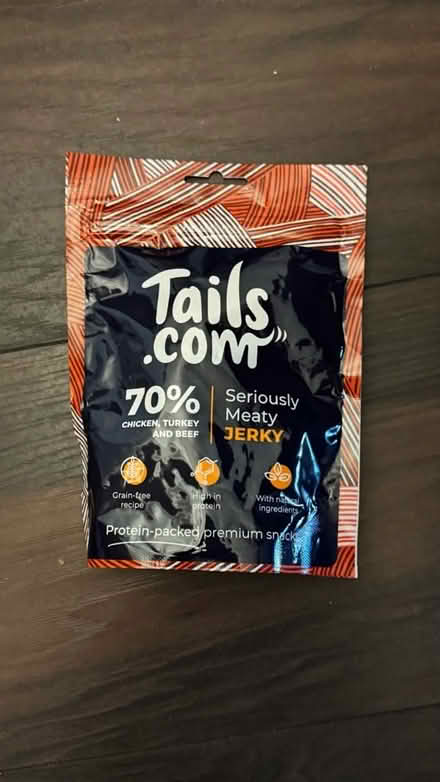 Tails
.com
70%
CHICKEN, TURKEY
AND BEEF
Seriously
Meaty
JERKY
Grain-free
recipe
High in
protein
With natural
ingredients
Protein-packed premium snacks